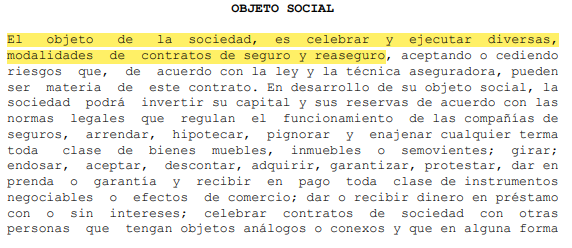 OBJETO SOCIAL
El objeto de la sociedad, es celebrar y ejecutar diversas,
modalidades de contratos de seguro y reaseguro, aceptando o cediendo
riesgos que, de acuerdo con la ley y la técnica aseguradora, pueden
ser materia de este contrato. En desarrollo de su objeto social, la
sociedad podrá invertir su capital y sus reservas de acuerdo con las
normas legales que regulan el funcionamiento de las compañías de
seguros, arrendar, hipotecar, pignorar y enajenar cualquier terma
toda clase de bienes muebles, inmuebles o semovientes; girar;
endosar, aceptar, descontar, adquirir, garantizar, protestar, dar en
prenda o garantía y recibir en pago toda clase de instrumentos
negociables o efectos de comercio; dar o recibir dinero en préstamo
con o sin intereses; celebrar contratos de sociedad con otras
personas que tengan objetos análogos o conexos y que en alguna forma